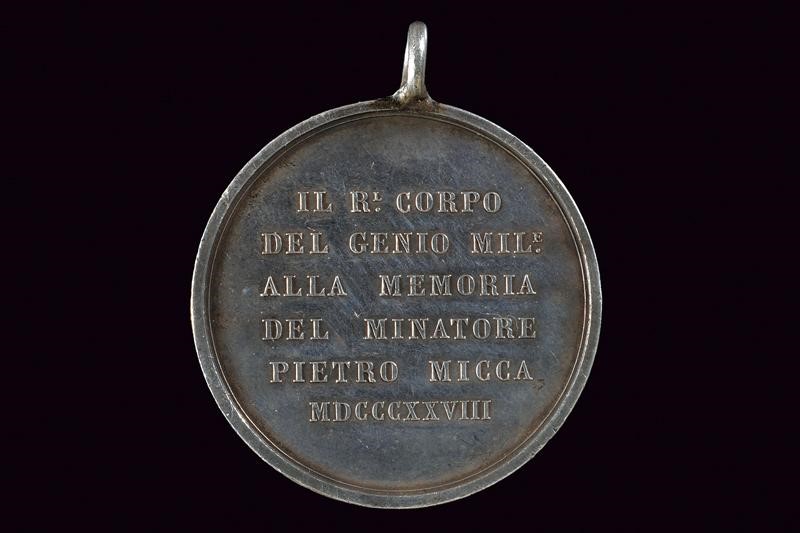 IL R.L CORPO
DEL GENIO MIL.E
ALLA MEMORIA
DEL MINATORE
PIETRO MICCA
MDCCCXXVIII